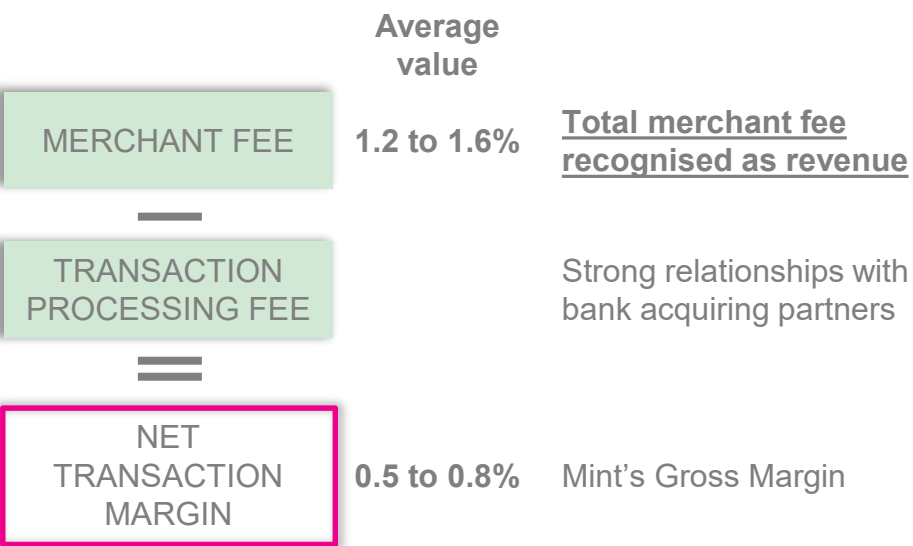 Average
value
MERCHANT FEE
1.2 to 1.6%
Total merchant fee
recognised as revenue
TRANSACTION
PROCESSING FEE
Strong relationships with
bank acquiring partners
NET
TRANSACTION
MARGIN
0.5 to 0.8%
Mint’s Gross Margin